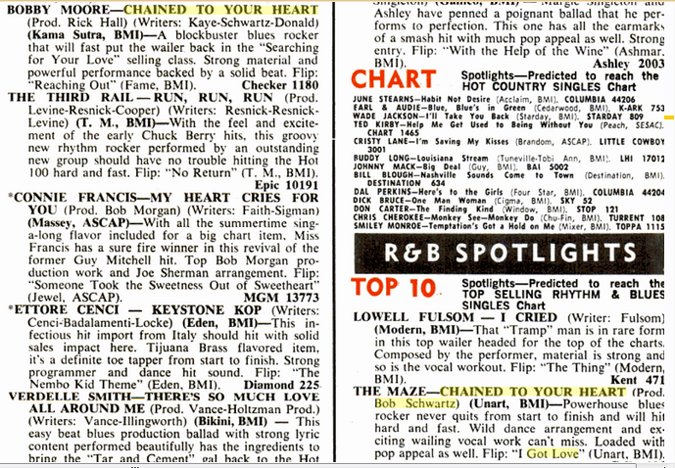 BOBBY MOORE—CHAINED TO YOUR HEART
(Prod. Rick Hall) (Writers: Kaye-Schwartz-Donald)
(Kama Sutra, BMI)—A blockbuster blues rocker
that will fast put the wailer back in the "Searching
for Your Love" selling class. Strong material and
powerful performance backed by a solid beat. Flip:
"Reaching Out" (Fame, BMI). Checker 1180
THE THIRD RAIL—RUN, RUN, RUN (Prod.
Levine-Resnick-Cooper) (Writers: Resnick-Resnick-
Levine) (T. M., BMI)—With the feel and excite-
ment of the early Chuck Berry hits, this groovy
new rhythm rocker performed by an outstanding
new group should have no trouble hitting the Hot
100 hard and fast. Flip: "No Return" (T. M., BMI).
Epic 10191
*CONNIE FRANCIS—MY HEART CRIES FOR
YOU (Prod. Bob Morgan) (Writers: Faith-Sigman)
(Massey, ASCAP)—With all the summertime sing-
a-long flavor included for a big chart item. Miss
Francis has a sure fire winner in this revival of the
former Guy Mitchell hit. Top Bob Morgan pro-
duction work and Joe Sherman arrangement. Flip:
"Someone Took the Sweetness Out of Sweetheart"
(Jewel, ASCAP). MGM 13773
*ETTORE CENCI — KEYSTONE KOP (Writers:
Cenci-Badalamenti-Locke) (Eden, BMI)—This in-
fectious hit import from Italy should hit with solid
sales impact here. Tijuana Brass flavored item,
it's a definite toe tapper from start to finish. Strong
programmer and dance hit sound. Flip: "The
Nembo Kid Theme" (Eden, BMI). Diamond 225
VERDELLE SMITH—THERE'S SO MUCH LOVE
ALL AROUND ME (Prod. Vance-Holtzman Prod.)
(Writers: Vance-Illingworth) (Bikini, BMI) — This
easy beat blues production ballad with strong lyric
content performed beautifully has the ingredients to
bring the "Tar and Cement" gal back to the Hot
Singleton) (Gallico, BMI)—Margie Singleton and
Ashley have penned a poignant ballad that he per-
forms to perfection. This one has all the earmarks
of a smash hit with much pop appeal as well. Strong
entry. Flip: "With the Help of the Wine" (Ashmar,
BMI). Ashley 2003
CHART Spotlights—Predicted to reach the
HOT COUNTRY SINGLES Chart
JUNE STEARNS—Habit Not Desire (Acclaim, BMI). COLUMBIA 44206
EARL & AUDIE—Blue, Blue's in Green (Cedarwood, BMI). K-ARK 753
WADE JACKSON—I'll Take You Back (Starday, BMI). STARDAY 809
TED KIRBY—Help Me Get Used to Being Without You (Peach, SESAC).
CHART 1465
CRISTY LANE—I'm Saving My Kisses (Brandom, ASCAP). LITTLE COWBOY
3001
BUDDY LONG—Louisiana Stream (Tuneville-Tobi Ann, BMI). LHI 17012
JOHNNY MACK—Big Deal (Guy, BMI). BAI 5002
BILL BLOUGH—Nashville Sounds Come to Town (Destination, BMI).
DESTINATION 634
DAL PERKINS—Here's to the Girls (Four Star, BMI). COLUMBIA 44204
DICK BRUCE—One Man Woman (Cigma, BMI). SKY 52
DON CARTER—The Finding Kind (Window, BMI). STOP 121
CHRIS CHEROKEE—Monkey See—Monkey Do (Chu-Fin, BMI). TURRENT 108
SMILEY MONROE—Temptation's Got a Hold on Me (Mixer, BMI). TOPPA 1115
R&B SPOTLIGHTS
TOP 10 Spotlights—Predicted to reach the
TOP SELLING RHYTHM & BLUES
SINGLES Chart
LOWELL FULSOM — I CRIED (Writer: Fulsom)
(Modern, BMI)—That "Tramp" man is in rare form
in this top wailer headed for the top of the charts.
Composed by the performer, material is strong and
so is the vocal workout. Flip: "The Thing" (Modern,
BMI). Kent 471
THE MAZE—CHAINED TO YOUR HEART (Prod.
Bob Schwartz) (Unart, BMI)—Powerhouse blues
rocker never quits from start to finish and will hit
hard and fast. Wild dance arrangement and ex-
citing wailing vocal work can't miss. Loaded with
pop appeal as well. Flip: "I Got Love" (Unart, BMI).